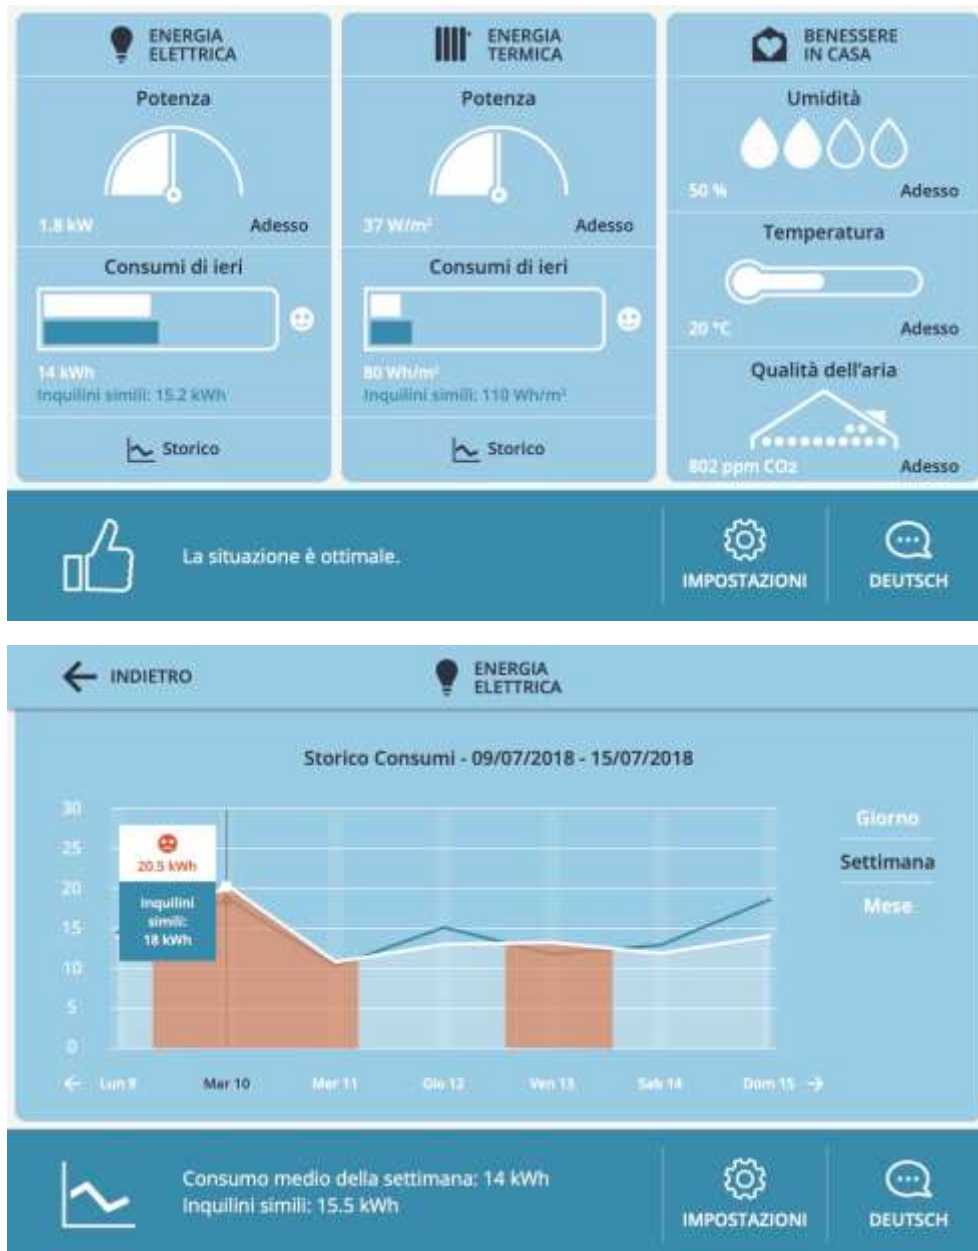 ENERGIA
ELETTRICA
Potenza
1.8 kW
Adesso
Consumi di ieri
14 kWh
Inquilini simili: 15.2 kWh
Storico
ENERGIA
TERMICA
Potenza
37 W/m²
Adesso
Consumi di ieri
80 Wh/m²
Inquilini simili: 110 Wh/m²
Storico
BENESSERE
IN CASA
Umidità
50 %
Adesso
Temperatura
20 °C
Adesso
Qualità dell'aria
802 ppm CO₂
Adesso
La situazione è ottimale.
IMPOSTAZIONI
DEUTSCH
INDIETRO
ENERGIA
ELETTRICA
Storico Consumi - 09/07/2018 - 15/07/2018
30
25
20
15
10
5
0
20.5 kWh
Inquilini
simili:
18 kWh
Lun 9
Mar 10
Mer 11
Gio 12
Ven 13
Sab 14
Dom 15
Giorno
Settimana
Mese
Consumo medio della settimana: 14 kWh
Inquilini simili: 15.5 kWh
IMPOSTAZIONI
DEUTSCH